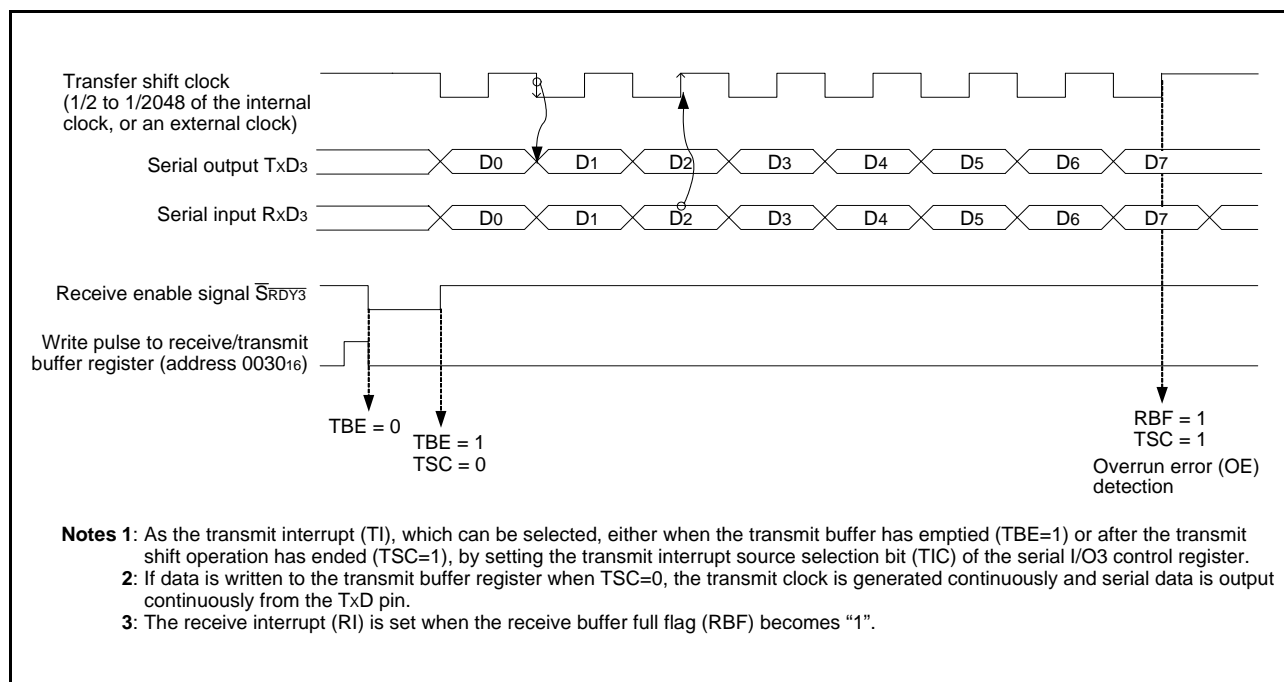 Transfer shift clock
(1/2 to 1/2048 of the internal
clock, or an external clock)
Serial output TxD3
D0 D1 D2 D3 D4 D5 D6 D7
Serial input RxD3
D0 D1 D2 D3 D4 D5 D6 D7
Receive enable signal S̅R̅D̅Y̅3̅
Write pulse to receive/transmit
buffer register (address 003016)
TBE = 0
TBE = 1
TSC = 0
RBF = 1
TSC = 1
Overrun error (OE)
detection
Notes 1: As the transmit interrupt (TI), which can be selected, either when the transmit buffer has emptied (TBE=1) or after the transmit
shift operation has ended (TSC=1), by setting the transmit interrupt source selection bit (TIC) of the serial I/O3 control register.
2: If data is written to the transmit buffer register when TSC=0, the transmit clock is generated continuously and serial data is output
continuously from the TxD pin.
3: The receive interrupt (RI) is set when the receive buffer full flag (RBF) becomes “1”.